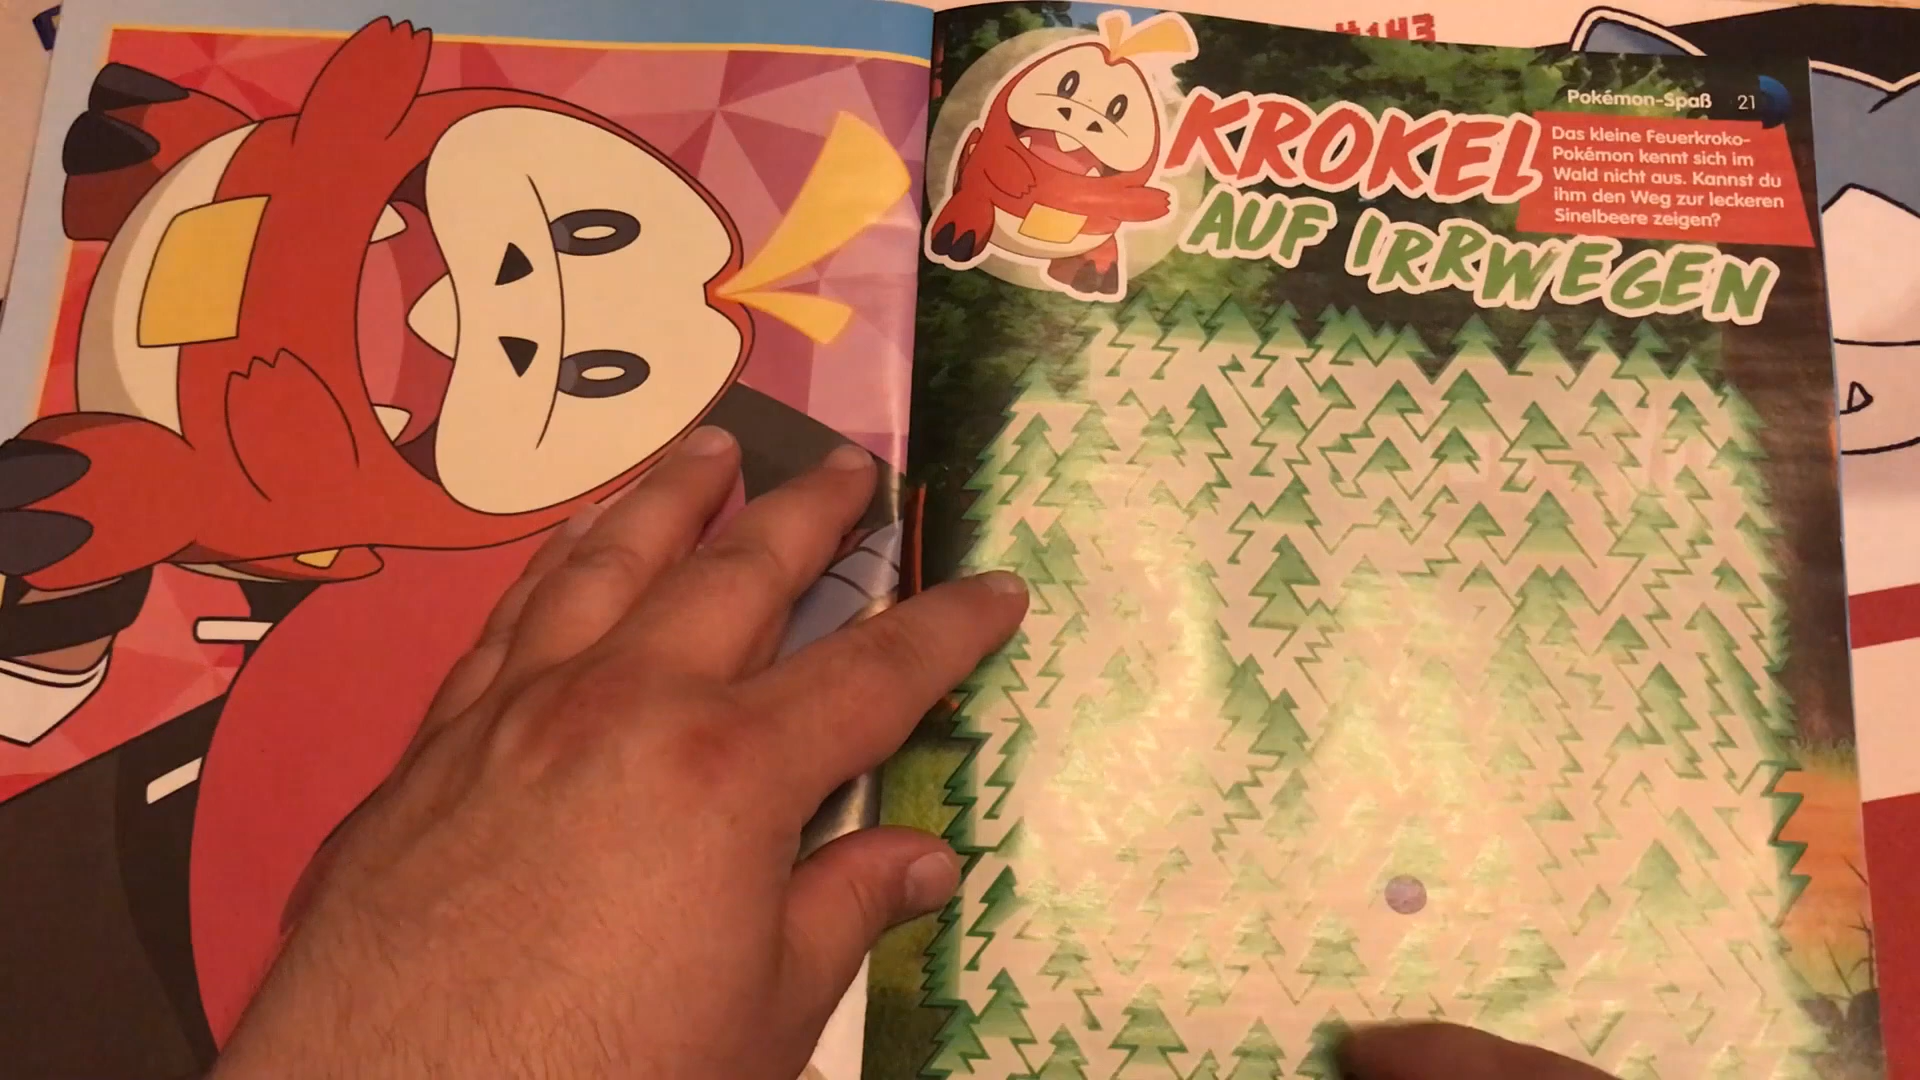 #143
Pokémon-Spaß 21
KROKEL
AUF IRRWEGEN
Das kleine Feuerkroko-
Pokémon kennt sich im
Wald nicht aus. Kannst du
ihm den Weg zur leckeren
Sinelbeere zeigen?